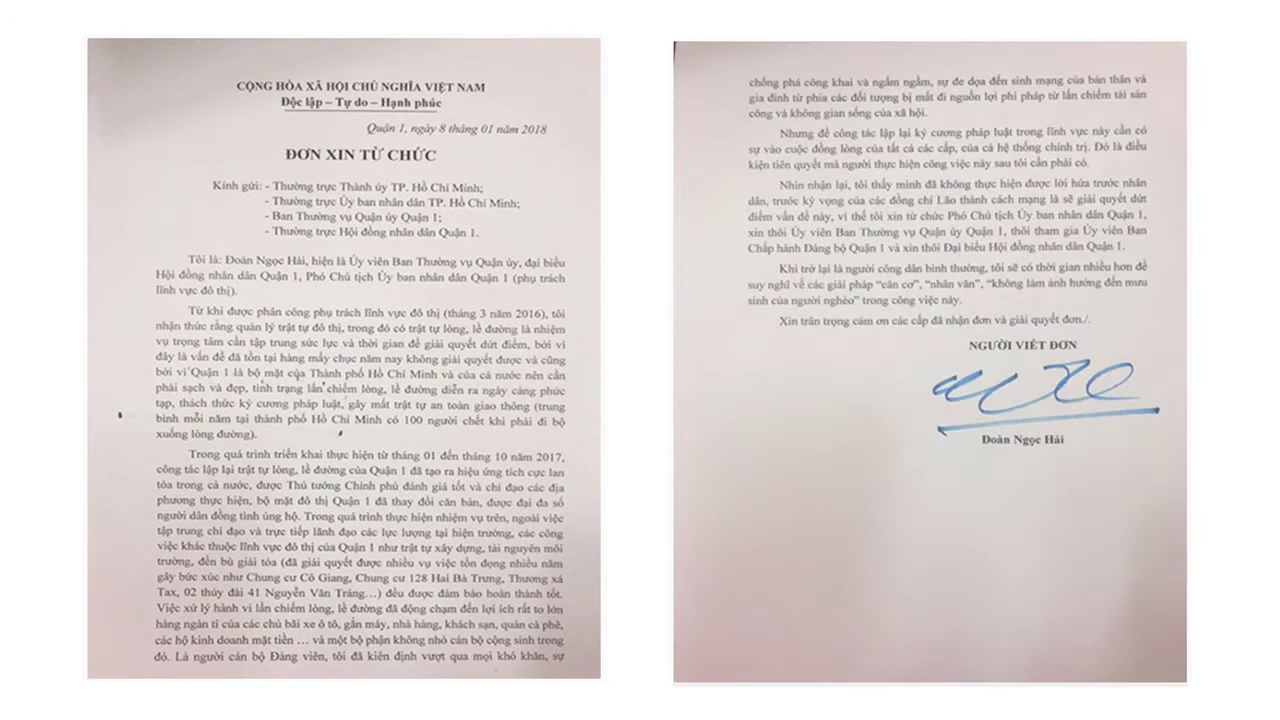 CỘNG HÒA XÃ HỘI CHỦ NGHĨA VIỆT NAM
Độc lập – Tự do – Hạnh phúc
Quận 1, ngày 8 tháng 01 năm 2018
ĐƠN XIN TỪ CHỨC
Kính gửi: - Thường trực Thành ủy TP. Hồ Chí Minh;
- Thường trực Ủy ban nhân dân TP. Hồ Chí Minh;
- Ban Thường vụ Quận ủy Quận 1;
- Thường trực Hội đồng nhân dân Quận 1.
Tôi là: Đoàn Ngọc Hải, hiện là Ủy viên Ban Thường vụ Quận ủy, đại biểu
Hội đồng nhân dân Quận 1, Phó Chủ tịch Ủy ban nhân dân Quận 1 (phụ trách
lĩnh vực đô thị).
Từ khi được phân công phụ trách lĩnh vực đô thị (tháng 3 năm 2016), tôi
nhận thức rằng quản lý trật tự đô thị, trong đó có trật tự lòng, lề đường là nhiệm
vụ trọng tâm cần tập trung sức lực và thời gian để giải quyết dứt điểm, bởi vì
đây là vấn đề đã tồn tại hàng mấy chục năm nay không giải quyết được và cũng
bởi vì Quận 1 là bộ mặt của Thành phố Hồ Chí Minh và của cả nước nên cần
phải sạch và đẹp, tình trạng lấn chiếm lòng, lề đường diễn ra ngày càng phức
tạp, thách thức kỷ cương pháp luật, gây mất trật tự an toàn giao thông (trung
bình mỗi năm tại thành phố Hồ Chí Minh có 100 người chết khi phải đi bộ
xuống lòng đường).
Trong quá trình triển khai thực hiện từ tháng 01 đến tháng 10 năm 2017,
công tác lập lại trật tự lòng, lề đường của Quận 1 đã tạo ra hiệu ứng tích cực lan
tỏa trong cả nước, được Thủ tướng Chính phủ đánh giá tốt và chỉ đạo các địa
phương thực hiện, bộ mặt đô thị Quận 1 đã thay đổi căn bản, được đại đa số
người dân đồng tình ủng hộ. Trong quá trình thực hiện nhiệm vụ trên, ngoài việc
tập trung chỉ đạo và trực tiếp lãnh đạo các lực lượng tại hiện trường, các công
việc khác thuộc lĩnh vực đô thị của Quận 1 như trật tự xây dựng, tài nguyên môi
trường, đền bù giải tỏa (đã giải quyết được nhiều vụ việc tồn đọng nhiều năm
gây bức xúc như Chung cư Cô Giang, Chung cư 128 Hai Bà Trưng, Thương xá
Tax, 02 thủy đài 41 Nguyễn Văn Tráng…) đều được đảm bảo hoàn thành tốt.
Việc xử lý hành vi lấn chiếm lòng, lề đường đã động chạm đến lợi ích rất to lớn
hàng ngàn tỉ của các chủ bãi xe ô tô, gắn máy, nhà hàng, khách sạn, quán cà phê,
các hộ kinh doanh mặt tiền … và một bộ phận không nhỏ cán bộ cộng sinh trong
đó. Là người cán bộ Đảng viên, tôi đã kiên định vượt qua mọi khó khăn, sự
chống phá công khai và ngấm ngầm, sự đe dọa đến sinh mạng của bản thân và
gia đình từ phía các đối tượng bị mất đi nguồn lợi phi pháp từ lấn chiếm tài sản
công và không gian sống của xã hội.
Nhưng để công tác lập lại kỷ cương pháp luật trong lĩnh vực này cần có
sự vào cuộc đồng lòng của tất cả các cấp, của cả hệ thống chính trị. Đó là điều
kiện tiên quyết mà người thực hiện công việc này sau tôi cần phải có.
Nhìn nhận lại, tôi thấy mình đã không thực hiện được lời hứa trước nhân
dân, trước kỳ vọng của các đồng chí Lão thành cách mạng là sẽ giải quyết dứt
điểm vấn đề này, vì thế tôi xin từ chức Phó Chủ tịch Ủy ban nhân dân Quận 1,
xin thôi Ủy viên Ban Thường vụ Quận ủy Quận 1, thôi tham gia Ủy viên Ban
Chấp hành Đảng bộ Quận 1 và xin thôi Đại biểu Hội đồng nhân dân Quận 1.
Khi trở lại là người công dân bình thường, tôi sẽ có thời gian nhiều hơn để
suy nghĩ về các giải pháp "căn cơ", "nhân văn", "không làm ảnh hưởng đến mưu
sinh của người nghèo" trong công việc này.
Xin trân trọng cảm ơn các cấp đã nhận đơn và giải quyết đơn./.
NGƯỜI VIẾT ĐƠN
Đoàn Ngọc Hải